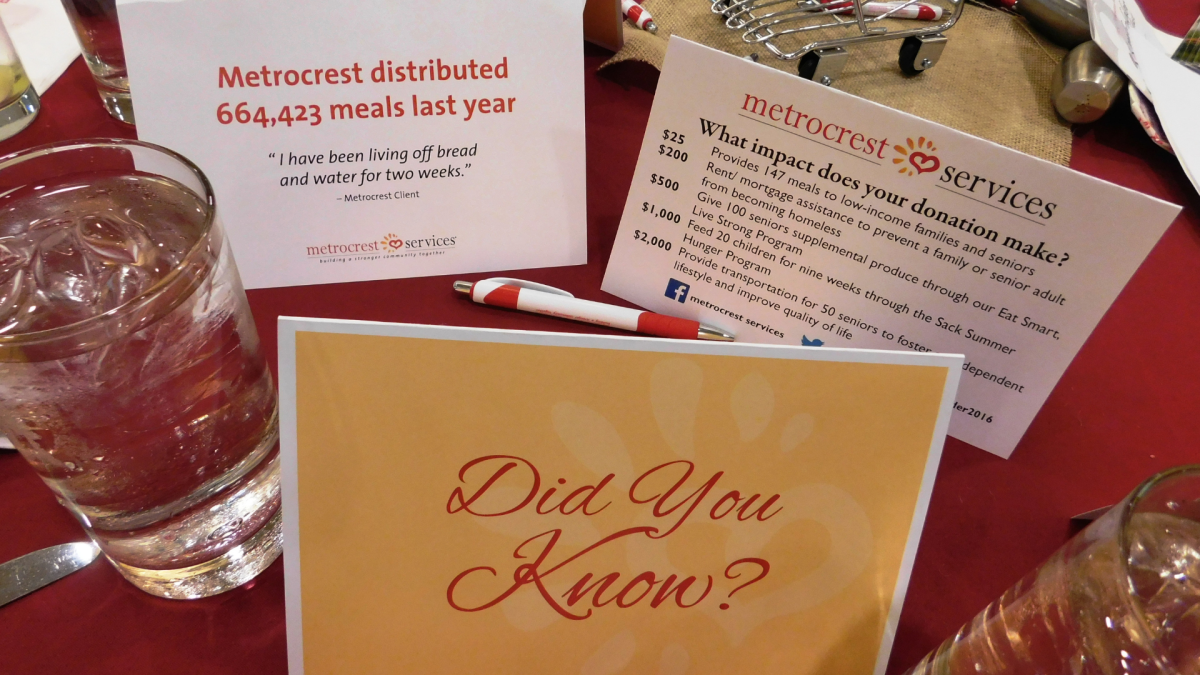 Metrocrest distributed
664,423 meals last year
“ I have been living off bread
and water for two weeks.”
– Metrocrest Client
metrocrest services
building a stronger community together
metrocrest services
What impact does your donation make?
$25 Provides 147 meals to low-income families and seniors
$200 Rent/ mortgage assistance to prevent a family or senior adult
from becoming homeless
$500 Give 100 seniors supplemental produce through our Eat Smart,
Live Strong Program
$1,000 Feed 20 children for nine weeks through the Sack Summer
Hunger Program
$2,000 Provide transportation for 50 seniors to foster dependent
lifestyle and improve quality of life
metrocrest services
2016
Did You
Know?